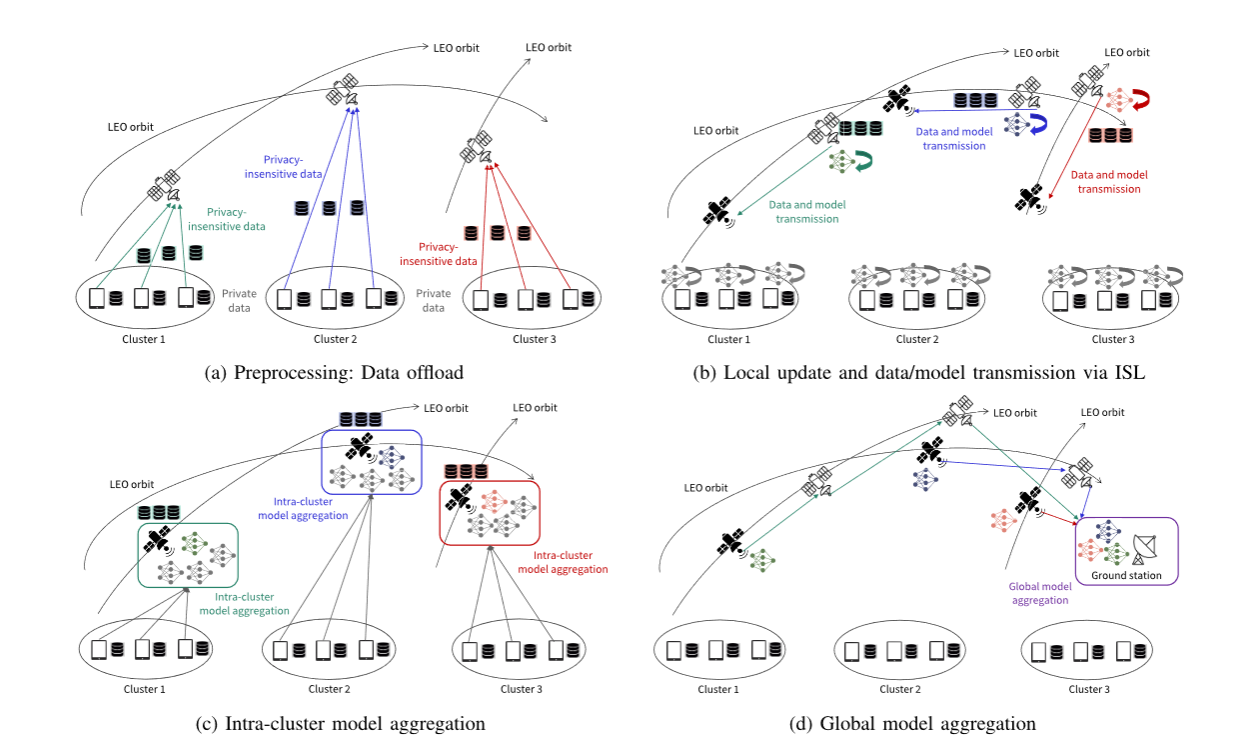 LEO orbit
LEO orbit
LEO orbit
Privacy-
insensitive data
Privacy-
insensitive data
Privacy-
insensitive data
Private
data
Private
data
Cluster 1
Cluster 2
Cluster 3
(a) Preprocessing: Data offload
LEO orbit
LEO orbit
LEO orbit
Data and model
transmission
Data and model
transmission
Data and model
transmission
Cluster 1
Cluster 2
Cluster 3
(b) Local update and data/model transmission via ISL
LEO orbit
LEO orbit
LEO orbit
Intra-cluster
model aggregation
Intra-cluster
model aggregation
Intra-cluster
model aggregation
Cluster 1
Cluster 2
Cluster 3
(c) Intra-cluster model aggregation
LEO orbit
LEO orbit
LEO orbit
Ground station
Global model
aggregation
Cluster 1
Cluster 2
Cluster 3
(d) Global model aggregation